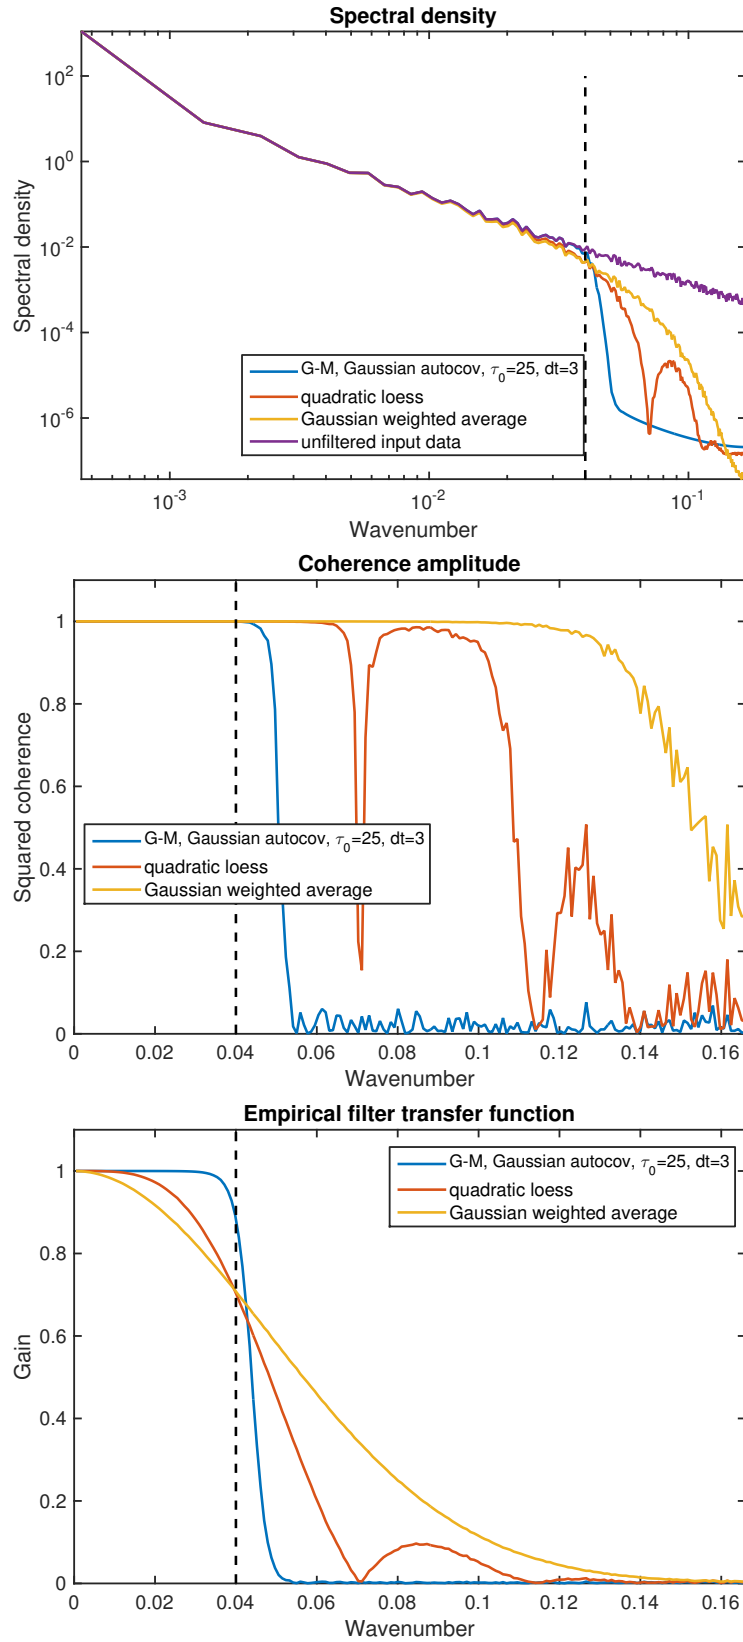 Spectral density
10^2
10^0
10^-2
10^-4
10^-6
Spectral density
G-M, Gaussian autocov, τ_0=25, dt=3
quadratic loess
Gaussian weighted average
unfiltered input data
10^-3 10^-2 10^-1
Wavenumber
Coherence amplitude
1
0.8
0.6
0.4
0.2
0
Squared coherence
G-M, Gaussian autocov, τ_0=25, dt=3
quadratic loess
Gaussian weighted average
0 0.02 0.04 0.06 0.08 0.1 0.12 0.14 0.16
Wavenumber
Empirical filter transfer function
1
0.8
0.6
0.4
0.2
0
Gain
G-M, Gaussian autocov, τ_0=25, dt=3
quadratic loess
Gaussian weighted average
0 0.02 0.04 0.06 0.08 0.1 0.12 0.14 0.16
Wavenumber